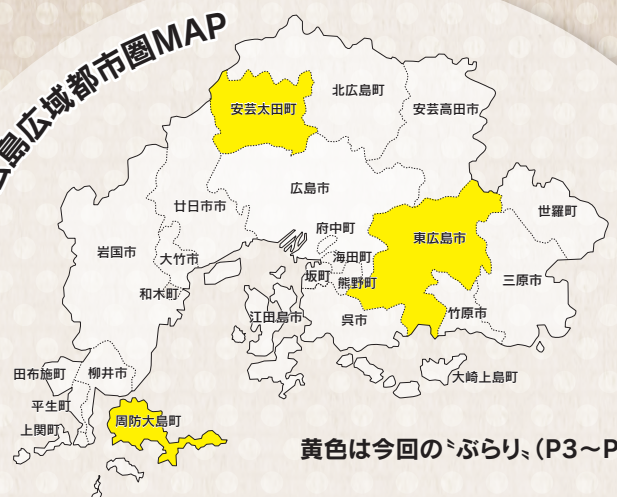 島広域都市圏MAP
北広島町
安芸太田町
安芸高田市
広島市
廿日市市
世羅町
府中町
東広島市
岩国市
海田町
大竹市
坂町
熊野町
三原市
和木町
江田島市
呉市
竹原市
田布施町
柳井市
大崎上島町
平生町
周防大島町
上関町
黄色は今回の〝ぶらり〟(P3〜P